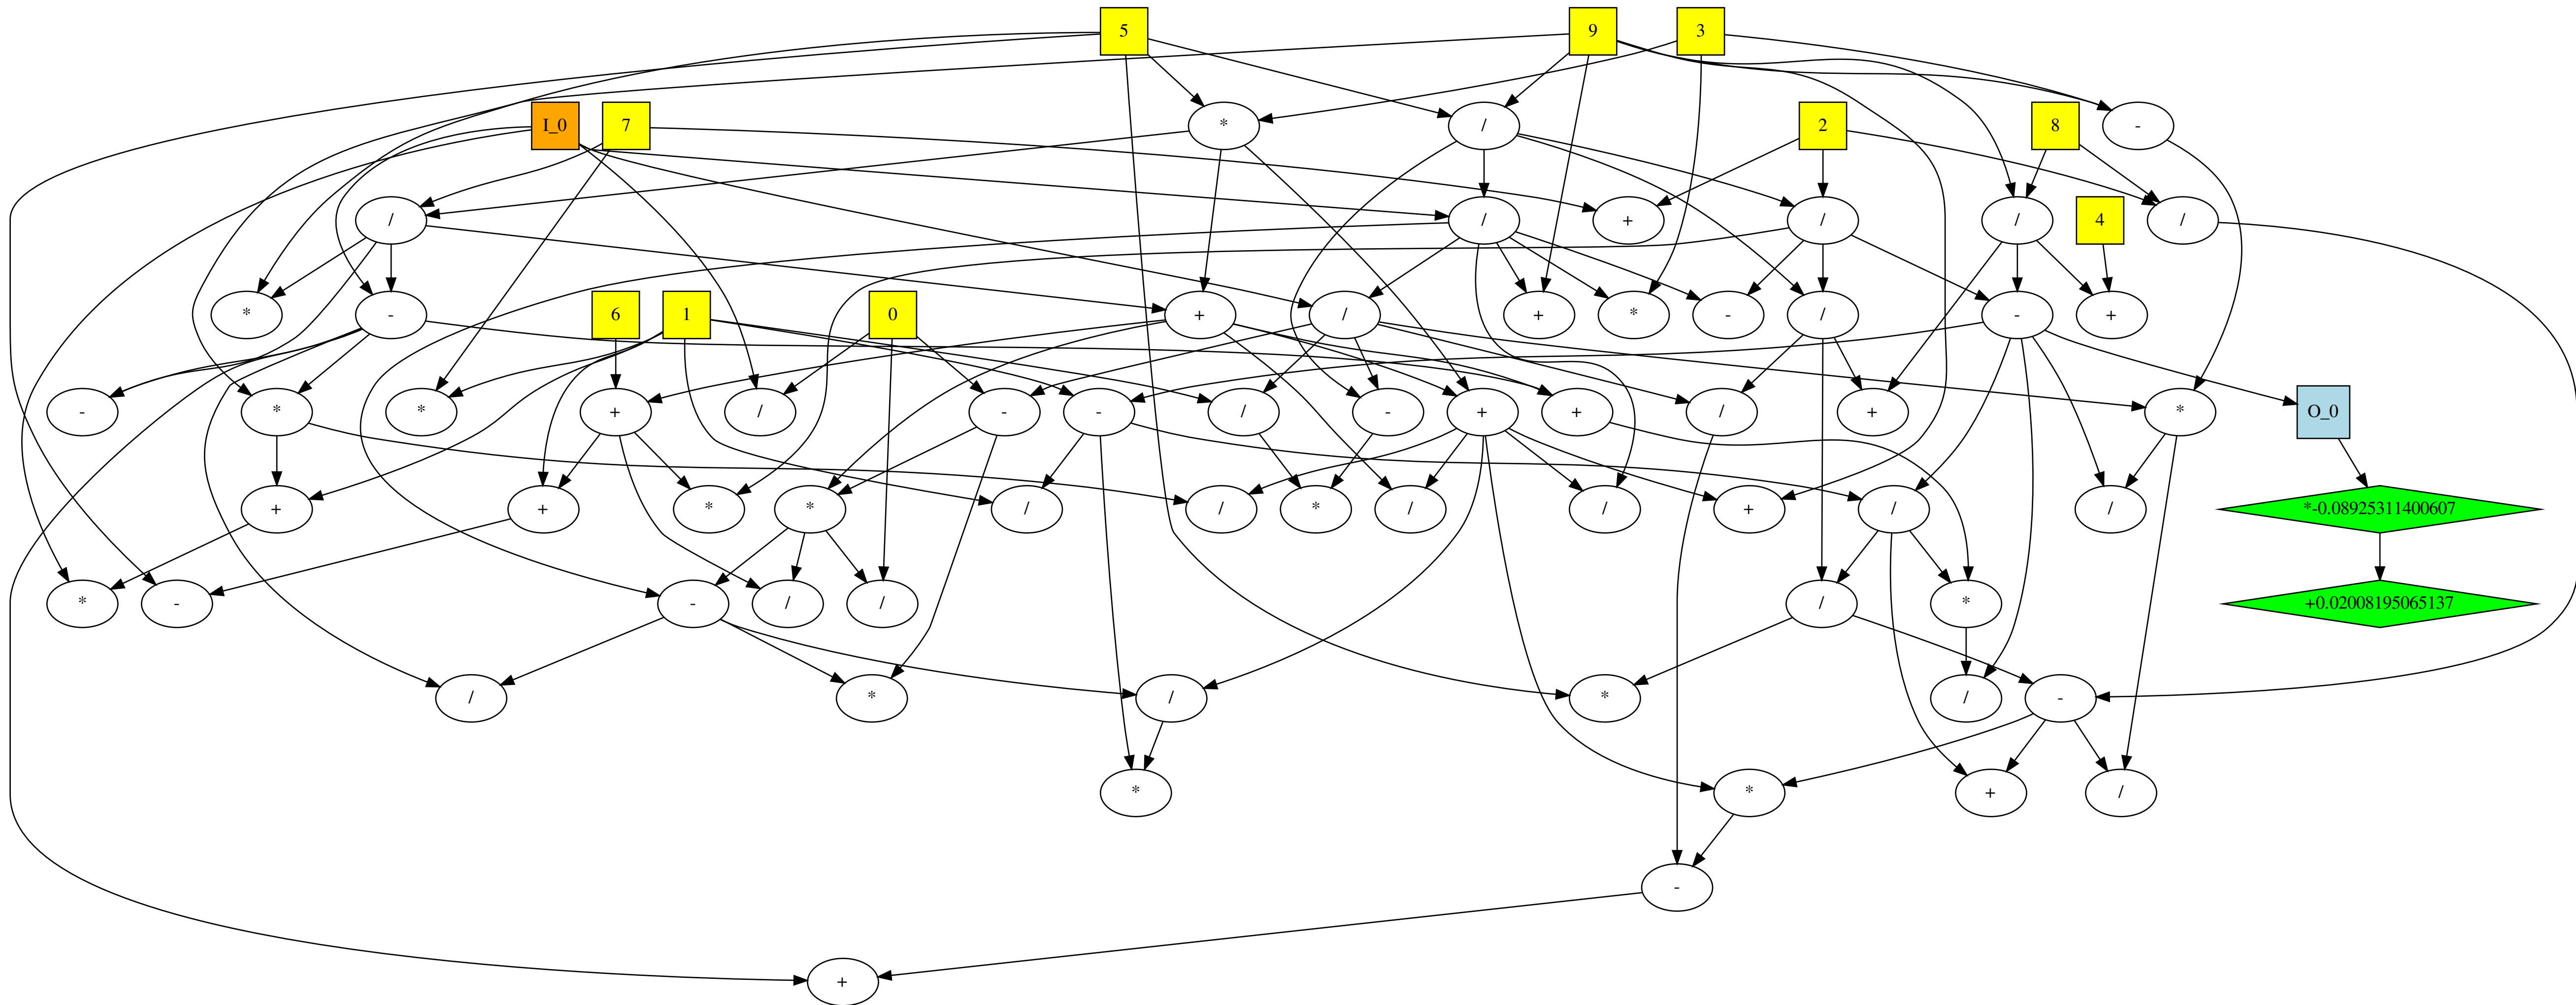 5 9 3
I_0 7 * / 2 8 -
/ / + / / 4 /
* - 6 1 0 + / + * - / - +
- * * + / - - / - + + / + * O_0
+ + * / * / / * / / + / / *-0.08925311400607
* - - / / / * +0.02008195065137
/ * / * / -
* * + /
-
+